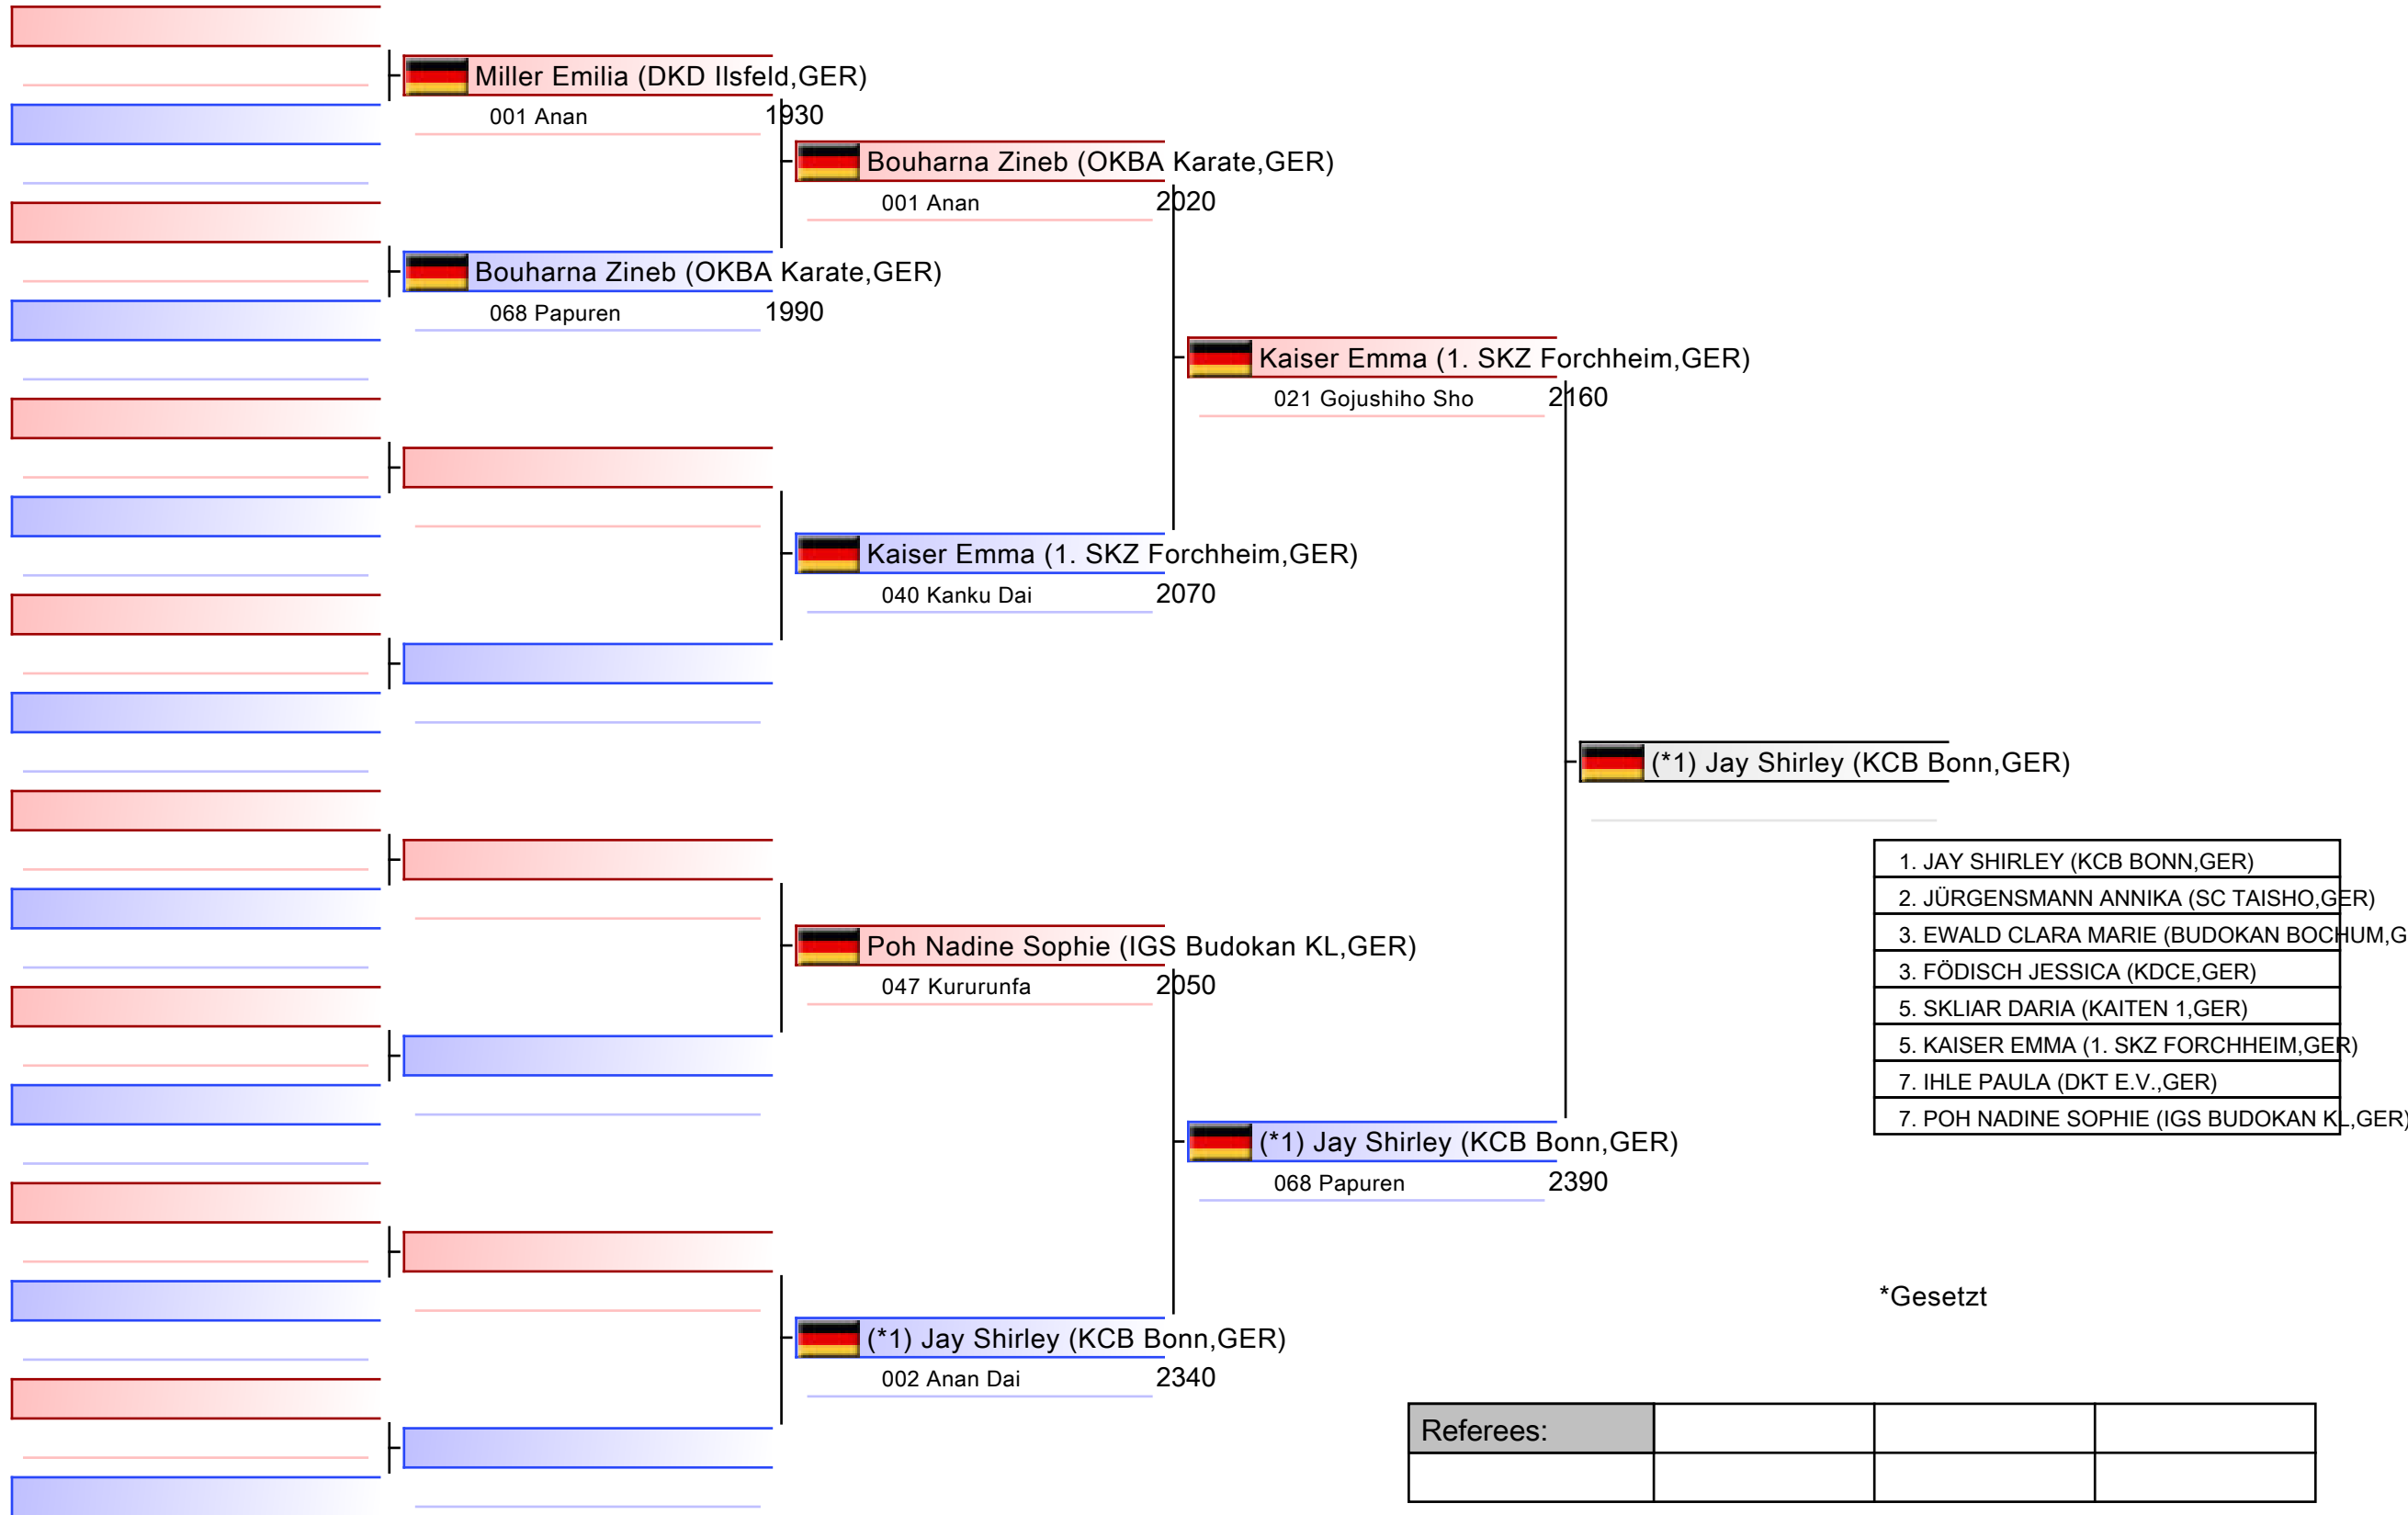 Miller Emilia (DKD Ilsfeld,GER)
001 Anan 1930
Bouharna Zineb (OKBA Karate,GER)
001 Anan 2020
Bouharna Zineb (OKBA Karate,GER)
068 Papuren 1990
Kaiser Emma (1. SKZ Forchheim,GER)
021 Gojushiho Sho 2160
Kaiser Emma (1. SKZ Forchheim,GER)
040 Kanku Dai 2070
(*1) Jay Shirley (KCB Bonn,GER)
1. JAY SHIRLEY (KCB BONN,GER)
2. JÜRGENSMANN ANNIKA (SC TAISHO,GER)
3. EWALD CLARA MARIE (BUDOKAN BOCHUM,G
3. FÖDISCH JESSICA (KDCE,GER)
5. SKLIAR DARIA (KAITEN 1,GER)
5. KAISER EMMA (1. SKZ FORCHHEIM,GER)
7. IHLE PAULA (DKT E.V.,GER)
7. POH NADINE SOPHIE (IGS BUDOKAN KL,GER)
Poh Nadine Sophie (IGS Budokan KL,GER)
047 Kururunfa 2050
(*1) Jay Shirley (KCB Bonn,GER)
068 Papuren 2390
*Gesetzt
(*1) Jay Shirley (KCB Bonn,GER)
002 Anan Dai 2340
Referees: